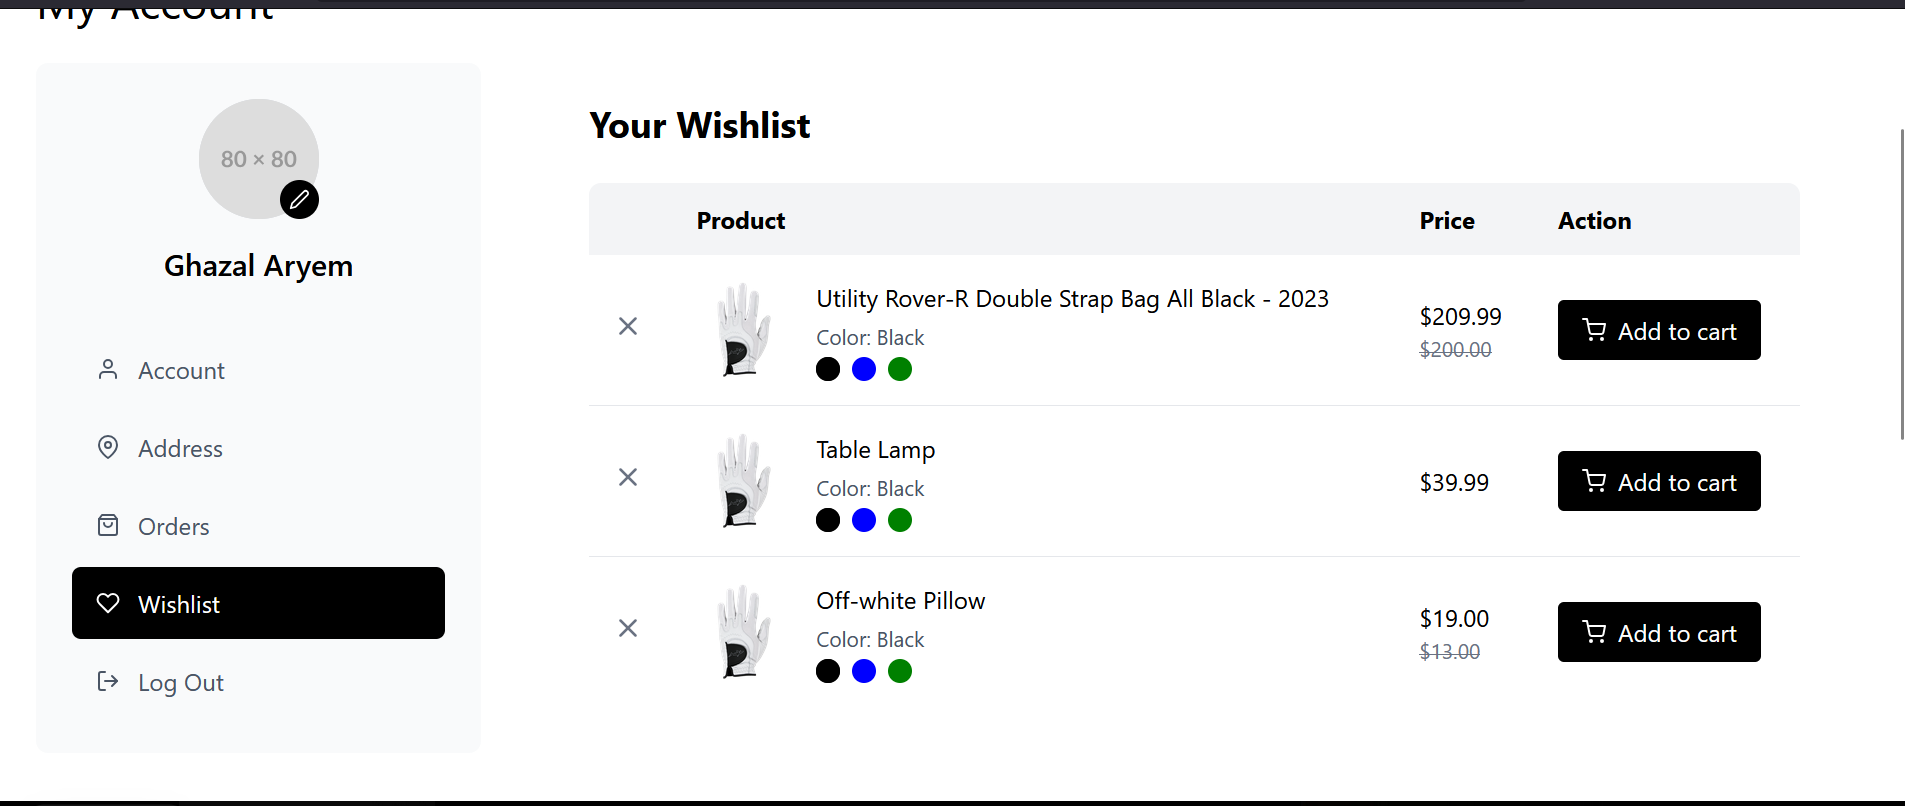 My Account
80 × 80
Ghazal Aryem
Account
Address
Orders
Wishlist
Log Out
Your Wishlist
Product Price Action
Utility Rover-R Double Strap Bag All Black - 2023
Color: Black
$209.99
$200.00
Add to cart
Table Lamp
Color: Black
$39.99
Add to cart
Off-white Pillow
Color: Black
$19.00
$13.00
Add to cart